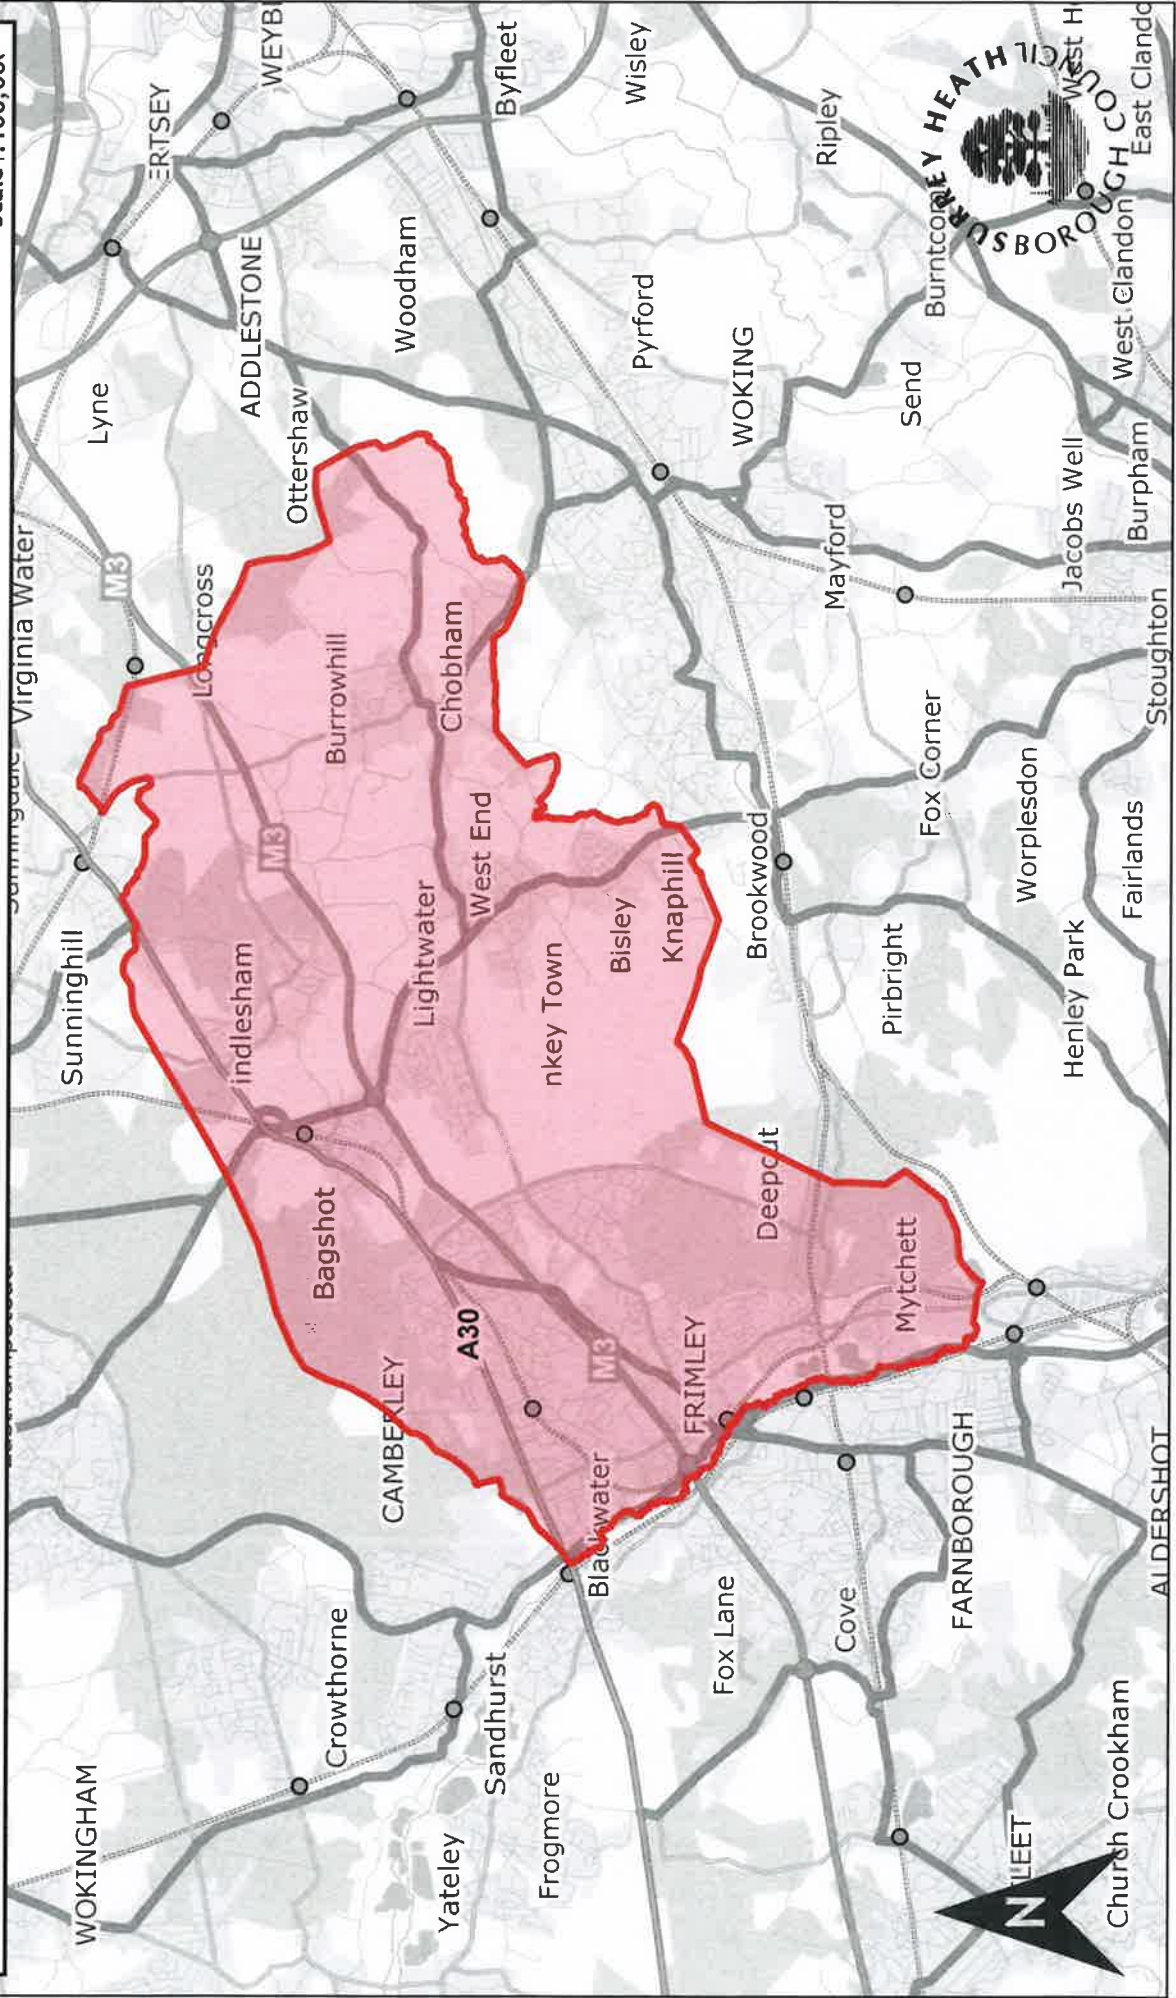 WOKINGHAM
Crowthorne
Sandhurst
Yateley
Frogmore
Fox Lane
Cove
FARNBOROUGH
Church Crookham
ALDERSHOT
Blackwater
CAMBERLEY
A30
M3
FRIMLEY
Mytchett
Deepcut
Bagshot
Sunninghill
indlesham
Lightwater
nkey Town
West End
Bisley
Knaphill
Brookwood
Pirbright
Henley Park
Fairlands
Worplesdon
Fox Corner
Stoughton
M3
Burrowhill
Chobham
Longcross
Virginia Water
M3
Lyne
Ottershaw
ADDLESTONE
ERTSEY
WEYB
Woodham
Byfleet
Wisley
Pyrford
WOKING
Ripley
Send
Mayford
Jacobs Well
Burpham
West Clandon
East Clando
West H
SURREY HEATH
BOROUGH COUNCIL
N